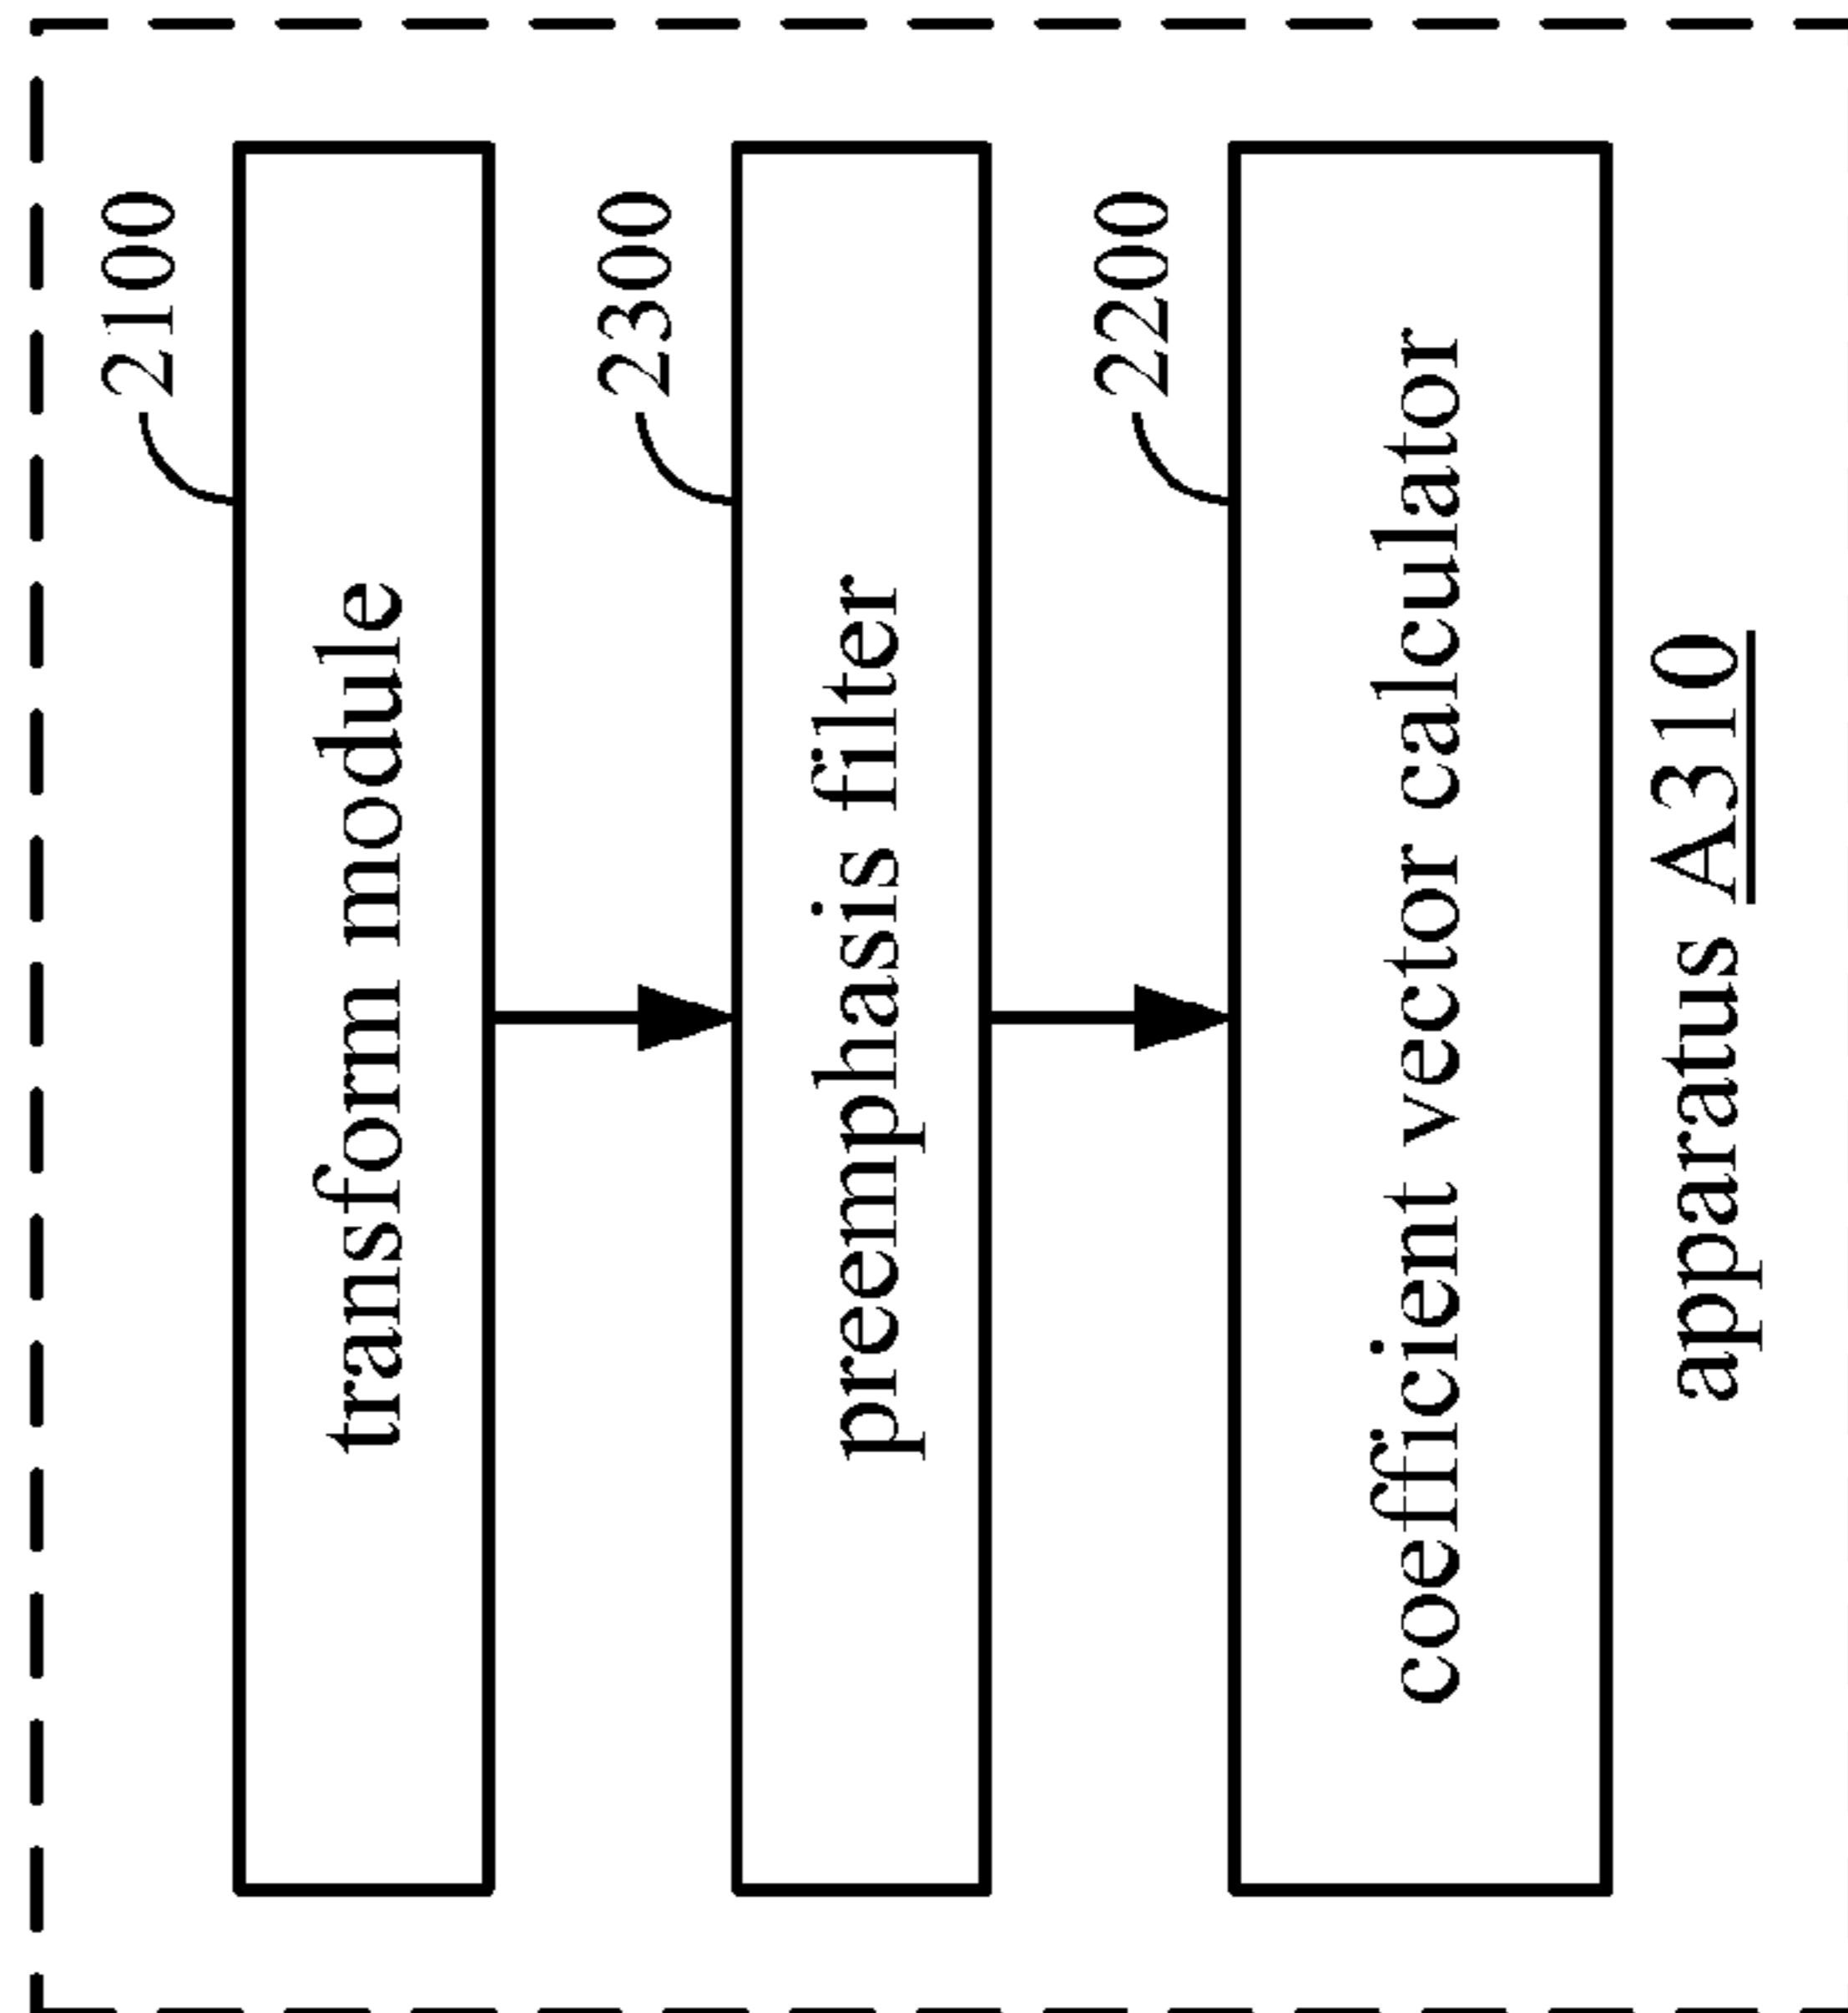 2100
transform module
2300
preemphasis filter
2200
coefficient vector calculator
apparatus A310